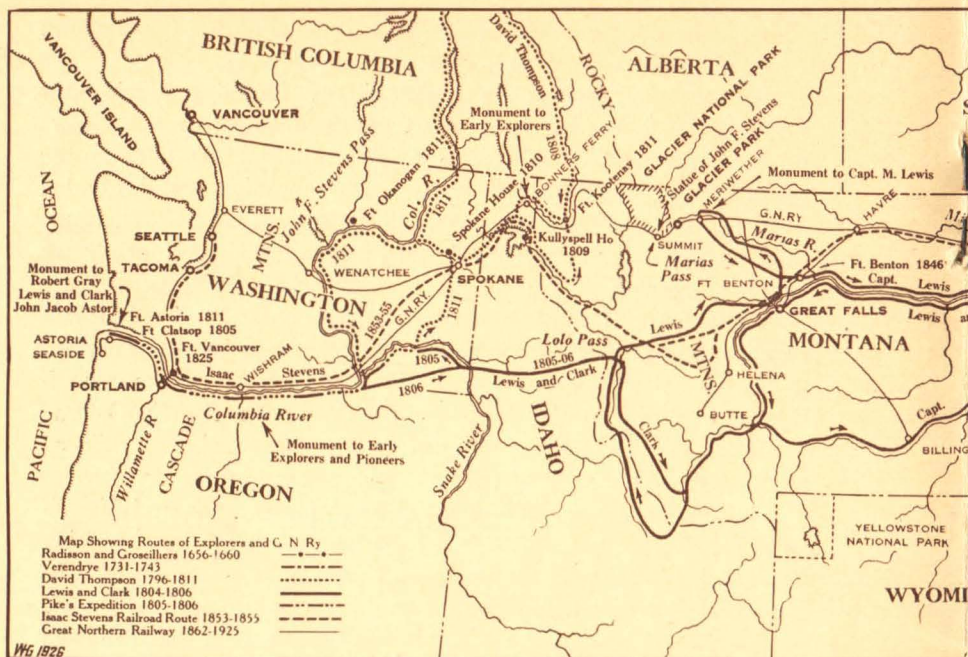 BRITISH COLUMBIA
VANCOUVER ISLAND
VANCOUVER
OCEAN
PACIFIC
David Thompson
1808
ROCKY
ALBERTA
GLACIER NATIONAL PARK
Statue of John F. Stevens
GLACIER PARK
MERIWETHER
Monument to Capt. M. Lewis
Monument to
Early Explorers
BONNERS FERRY
Ft Kootenay 1811
Spokane House 1810
Kullyspell Ho
1809
John F. Stevens Pass
Ft Okanogan 1811
Col. R
1811
1811
1811
EVERETT
SEATTLE
TACOMA
MTNS.
WENATCHEE
WASHINGTON
SPOKANE
1853-55
G.N.RY
SUMMIT
Marias
Pass
G.N.RY
Marias R.
HAVRE
FT BENTON
Ft. Benton 1846
Capt.
Lewis
Lewis
GREAT FALLS
MONTANA
Monument to
Robert Gray
Lewis and Clark
John Jacob Astor
Ft. Astoria 1811
Ft Clatsop 1805
Ft. Vancouver
1825
ASTORIA
SEASIDE
PORTLAND
Isaac
Stevens
WISHRAM
Columbia River
Monument to Early
Explorers and Pioneers
Willamette R
CASCADE
OREGON
1805
1806
Lewis and Clark
1805-06
Lolo Pass
Lewis
MTNS
HELENA
BUTTE
Clark
IDAHO
Snake River
Capt.
BILLING
YELLOWSTONE
NATIONAL PARK
WYOMI
Map Showing Routes of Explorers and G. N Ry
Radisson and Groseilliers 1656-1660
Verendrye 1731-1743
David Thompson 1796-1811
Lewis and Clark 1804-1806
Pike's Expedition 1805-1806
Isaac Stevens Railroad Route 1853-1855
Great Northern Railway 1862-1925
WG 1926